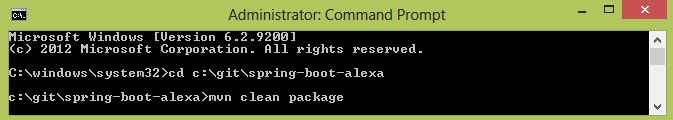 Administrator: Command Prompt
Microsoft Windows [Version 6.2.9200]
(c) 2012 Microsoft Corporation. All rights reserved.
C:\windows\system32>cd c:\git\spring-boot-alexa
c:\git\spring-boot-alexa>mvn clean package